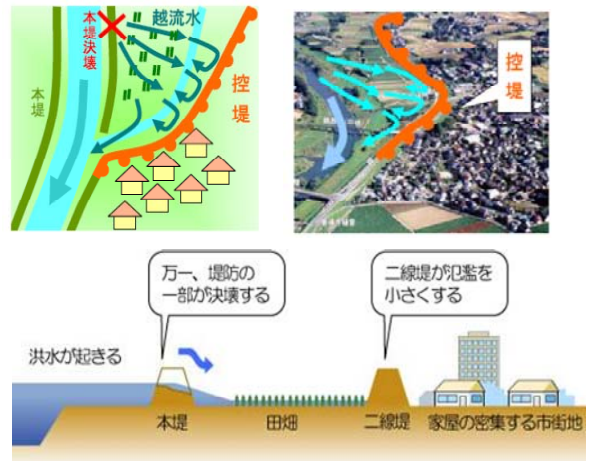 本堤決壊
越流水
控堤
本堤
控堤
万一、堤防の
一部が決壊する
二線堤が氾濫を
小さくする
洪水が起きる
本堤
田畑
二線堤
家屋の密集する市街地